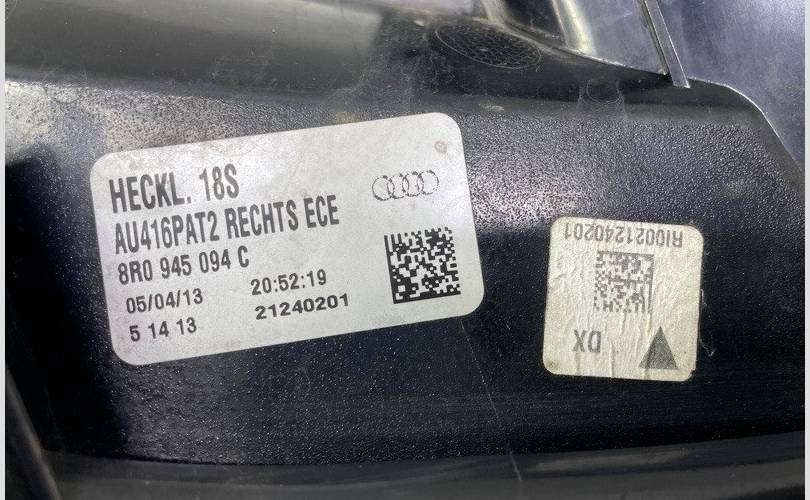 HECKL. 18S
AU416PAT2 RECHTS ECE
8R0 945 094 C
05/04/13 20:52:19
5 14 13 21240201
RI0021240201
DX